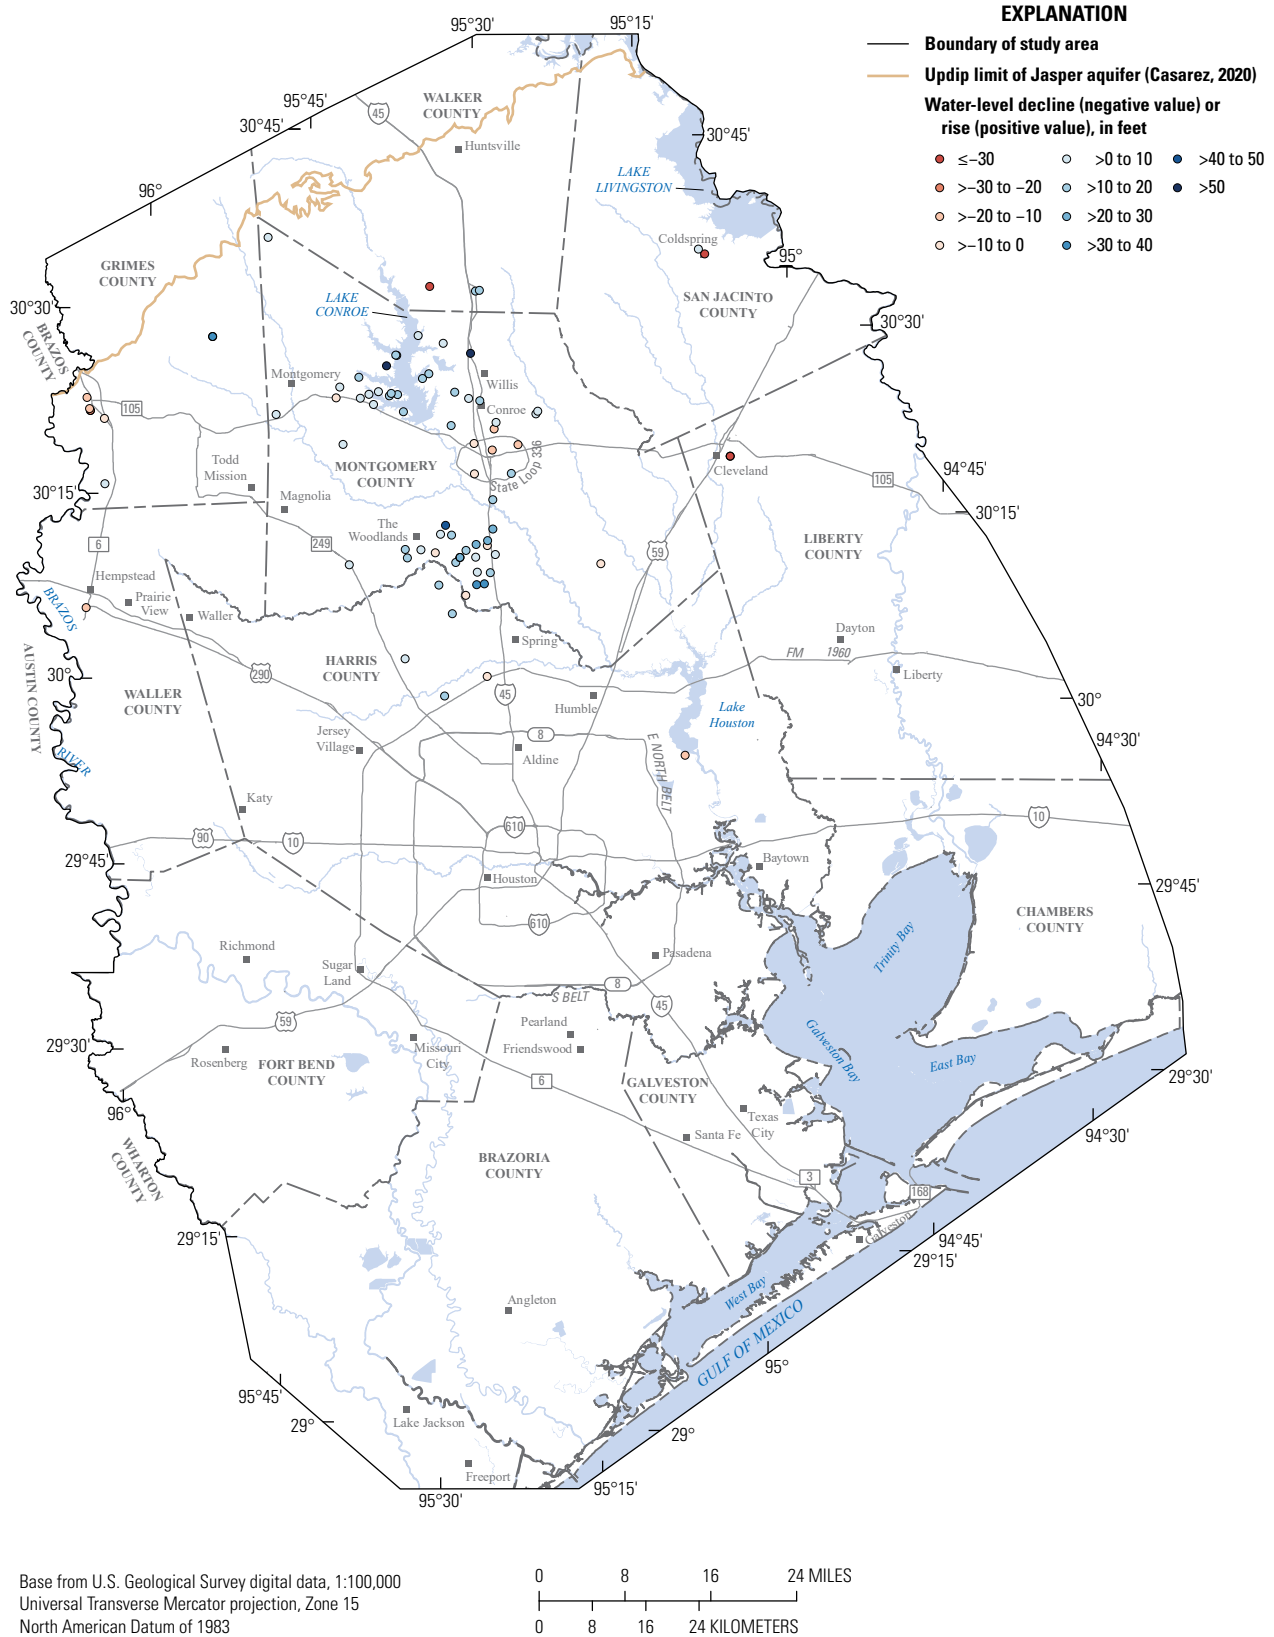 EXPLANATION
Boundary of study area
Updip limit of Jasper aquifer (Casarez, 2020)
Water-level decline (negative value) or
rise (positive value), in feet
≤−30
>−30 to −20
>−20 to −10
>−10 to 0
>0 to 10
>10 to 20
>20 to 30
>30 to 40
>40 to 50
>50
95°30'
95°15'
95°45'
30°45'
96°
WALKER
COUNTY
45
Huntsville
30°45'
LAKE
LIVINGSTON
Coldspring
95°
GRIMES
COUNTY
SAN JACINTO
COUNTY
30°30'
30°30'
LAKE
CONROE
BRAZOS
COUNTY
Montgomery
Willis
Conroe
105
State Loop 336
MONTGOMERY
COUNTY
Todd
Mission
Magnolia
30°15'
Cleveland
105
94°45'
30°15'
The
Woodlands
249
6
59
LIBERTY
COUNTY
Hempstead
Prairie
View
Waller
BRAZOS
Spring
Dayton
FM 1960
Liberty
AUSTIN COUNTY
30°
290
HARRIS
COUNTY
WALLER
COUNTY
45
Humble
Lake
Houston
30°
94°30'
RIVER
Jersey
Village
8
Aldine
E NORTH BELT
Katy
90
10
610
10
29°45'
Baytown
Houston
610
29°45'
CHAMBERS
COUNTY
Richmond
Sugar
Land
Pasadena
Trinity Bay
8
S BELT
45
59
Pearland
Friendswood
Missouri
City
Rosenberg
FORT BEND
COUNTY
29°30'
Galveston Bay
East Bay
29°30'
6
GALVESTON
COUNTY
Texas
City
Santa Fe
96°
94°30'
WHARTON
COUNTY
BRAZORIA
COUNTY
3
168
Galveston
94°45'
29°15'
29°15'
West Bay
GULF OF MEXICO
Angleton
95°
95°45'
29°
Lake Jackson
29°
Freeport
95°30'
95°15'
Base from U.S. Geological Survey digital data, 1:100,000
Universal Transverse Mercator projection, Zone 15
North American Datum of 1983
0 8 16 24 MILES
0 8 16 24 KILOMETERS